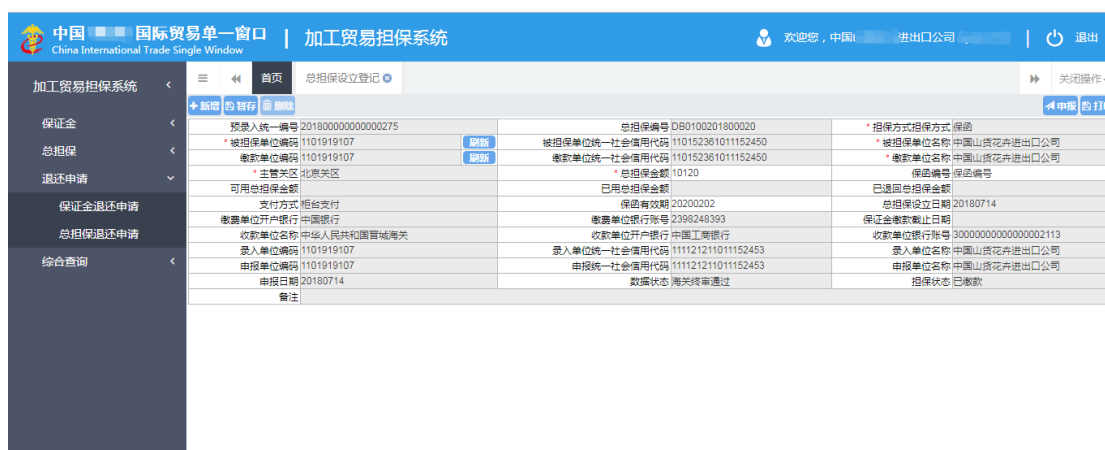 中国 国际贸易单一窗口 | 加工贸易担保系统 欢迎您，中国 进出口公司 | 退出
China International Trade Single Window
加工贸易担保系统 首页 总担保设立登记 关闭操作
新增 暂存 删除 申报 打
保证金
总担保
退还申请
保证金退还申请
总担保退还申请
综合查询
预录入统一编号 201800000000000275 总担保编号 DB0100201800020 * 担保方式担保方式 保函
* 被担保单位编码 1101919107 刷新 被担保单位统一社会信用代码 110152361011152450 * 被担保单位名称 中国山货花卉进出口公司
缴款单位编码 1101919107 刷新 缴款单位统一社会信用代码 110152361011152450 * 缴款单位名称 中国山货花卉进出口公司
* 主管关区 北京关区 * 总担保金额 10120 保函编号 保函编号
可用总担保金额 已用总担保金额 已退回总担保金额
支付方式 柜台支付 保函有效期 20200202 总担保设立日期 20180714
缴费单位开户银行 中国银行 缴费单位银行账号 2398248393 保证金缴款截止日期
收款单位名称 中华人民共和国晋城海关 收款单位开户银行 中国工商银行 收款单位银行账号
录入单位编码 1101919107 录入单位统一社会信用代码 111121211011152453 录入单位名称 中国山货花卉进出口公司
申报单位编码 1101919107 申报统一社会信用代码 111121211011152453 申报单位名称 中国山货花卉进出口公司
申报日期 20180714 数据状态 海关终审通过 担保状态 已缴款
备注